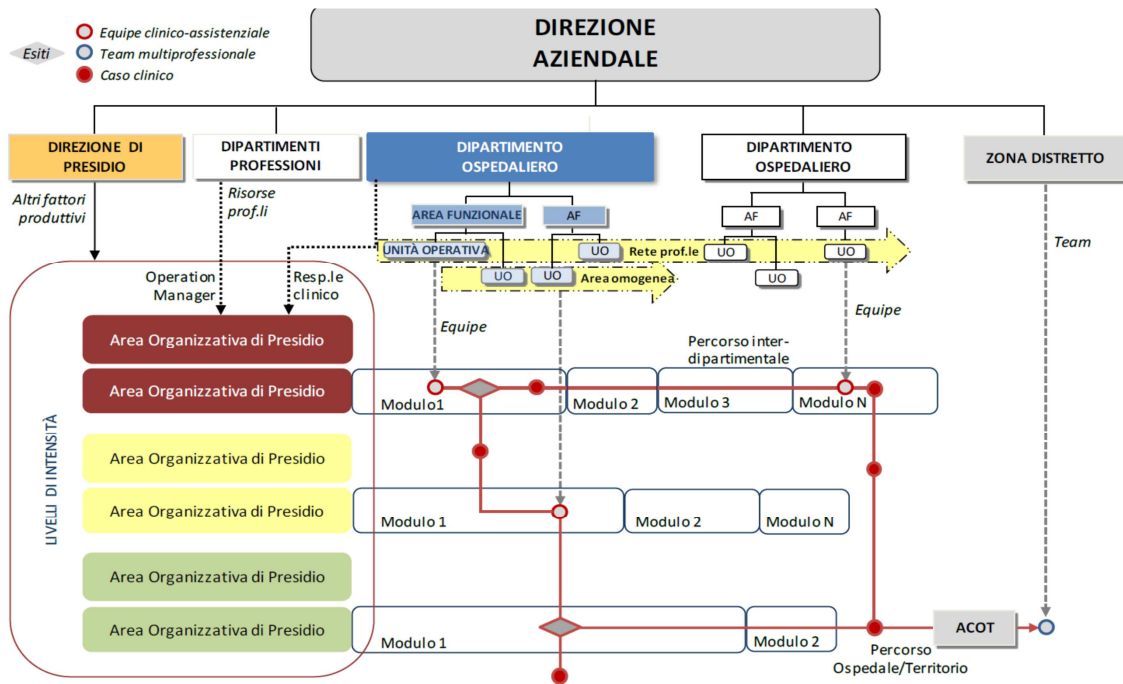 DIREZIONE
AZIENDALE
Esiti
Equipe clinico-assistenziale
Team multiprofessionale
Caso clinico
DIREZIONE DI
PRESIDIO
DIPARTIMENTI
PROFESSIONI
DIPARTIMENTO
OSPEDALIERO
DIPARTIMENTO
OSPEDALIERO
ZONA DISTRETTO
Altri fattori
produttivi
Risorse
prof.li
AREA FUNZIONALE
AF
AF
AF
UNITÀ OPERATIVA
UO
Rete prof.le
UO
UO
Team
UO
UO
Area omogenea
UO
Operation
Manager
Resp.le
clinico
Equipe
Equipe
Area Organizzativa di Presidio
Percorso inter-
dipartimentale
Area Organizzativa di Presidio
Modulo1
Modulo 2
Modulo 3
Modulo N
LIVELLI DI INTENSITÀ
Area Organizzativa di Presidio
Area Organizzativa di Presidio
Modulo 1
Modulo 2
Modulo N
Area Organizzativa di Presidio
Area Organizzativa di Presidio
Modulo 1
Modulo 2
ACOT
Percorso
Ospedale/Territorio